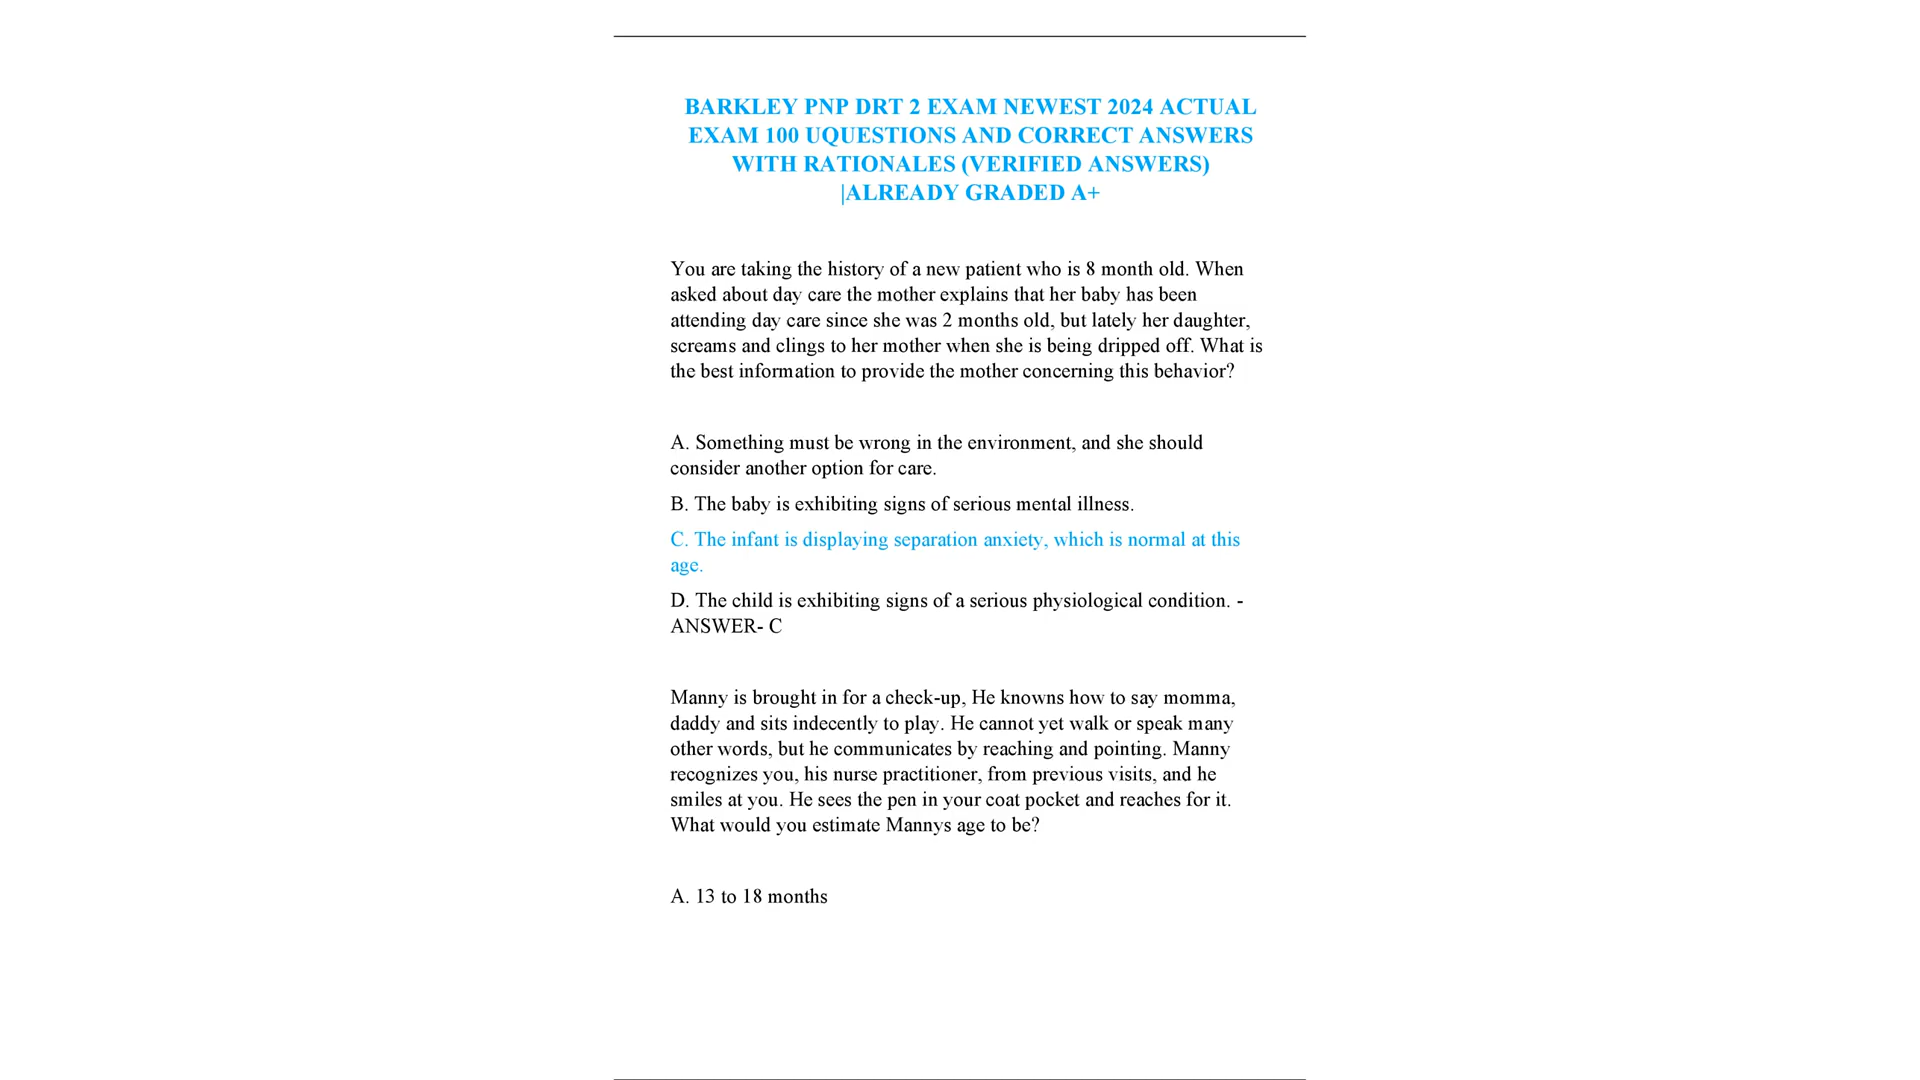 BARKLEY PNP DRT 2 EXAM NEWEST 2024 ACTUAL
EXAM 100 UQUESTIONS AND CORRECT ANSWERS
WITH RATIONALES (VERIFIED ANSWERS)
|ALREADY GRADED A+
You are taking the history of a new patient who is 8 month old. When
asked about day care the mother explains that her baby has been
attending day care since she was 2 months old, but lately her daughter,
screams and clings to her mother when she is being dripped off. What is
the best information to provide the mother concerning this behavior?
A. Something must be wrong in the environment, and she should
consider another option for care.
B. The baby is exhibiting signs of serious mental illness.
C. The infant is displaying separation anxiety, which is normal at this
age.
D. The child is exhibiting signs of a serious physiological condition. -
ANSWER- C
Manny is brought in for a check-up, He knowns how to say momma,
daddy and sits indecently to play. He cannot yet walk or speak many
other words, but he communicates by reaching and pointing. Manny
recognizes you, his nurse practitioner, from previous visits, and he
smiles at you. He sees the pen in your coat pocket and reaches for it.
What would you estimate Mannys age to be?
A. 13 to 18 months